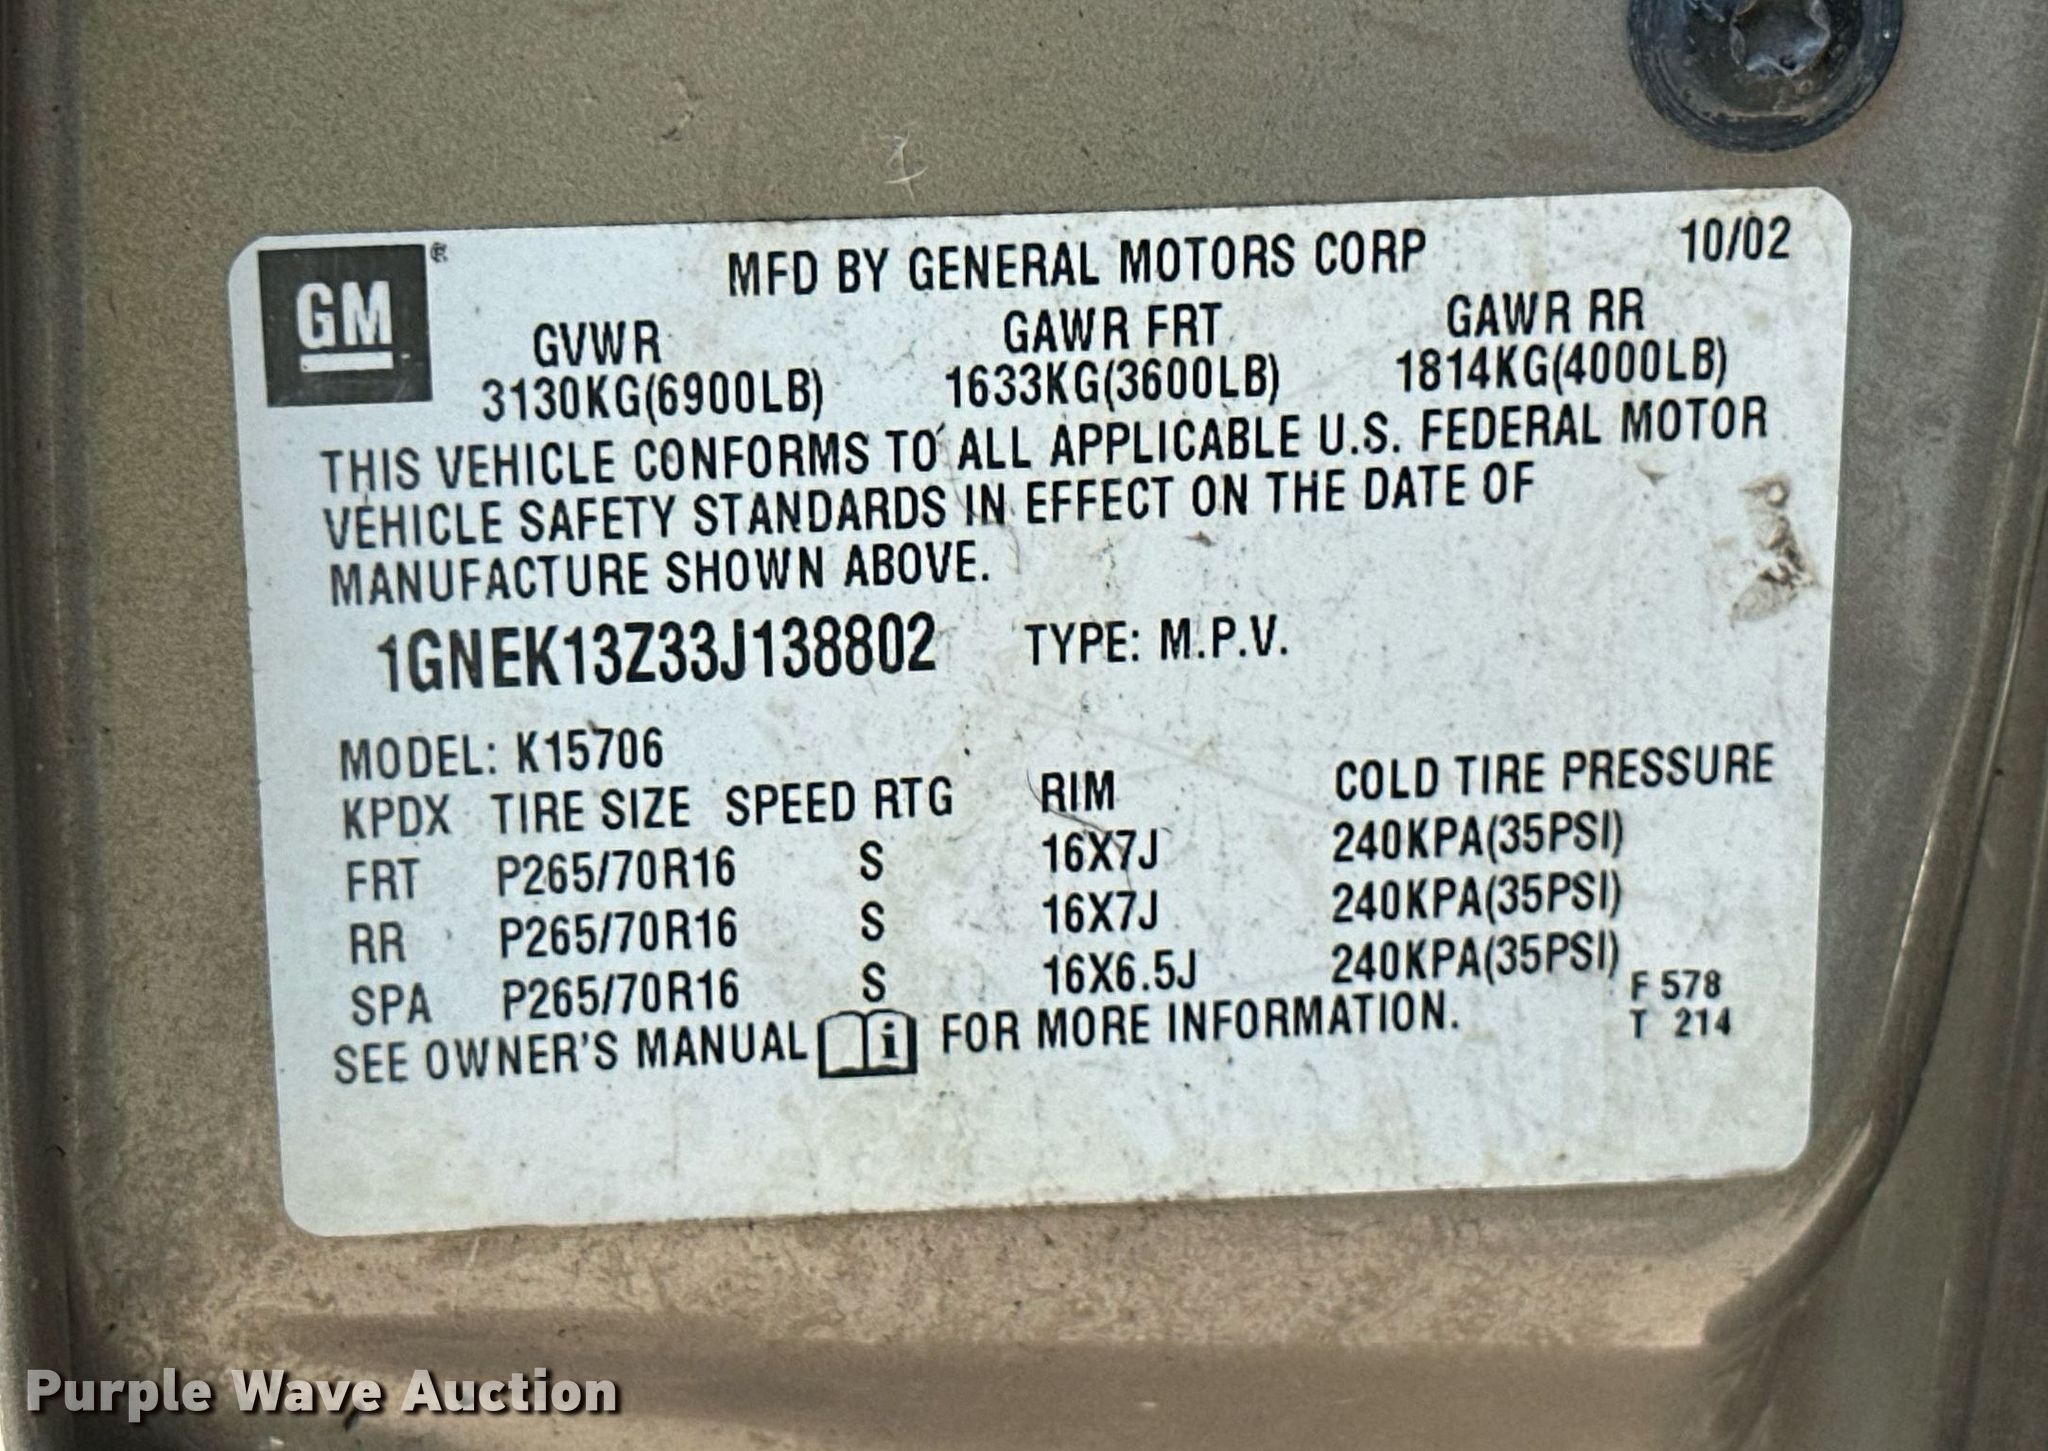 GM ®
MFD BY GENERAL MOTORS CORP 10/02
GVWR GAWR FRT GAWR RR
3130KG(6900LB) 1633KG(3600LB) 1814KG(4000LB)
THIS VEHICLE CONFORMS TO ALL APPLICABLE U.S. FEDERAL MOTOR
VEHICLE SAFETY STANDARDS IN EFFECT ON THE DATE OF
MANUFACTURE SHOWN ABOVE.
1GNEK13Z33J138802 TYPE: M.P.V.
MODEL: K15706
KPDX TIRE SIZE SPEED RTG RIM COLD TIRE PRESSURE
FRT P265/70R16 S 16X7J 240KPA(35PSI)
RR P265/70R16 S 16X7J 240KPA(35PSI)
SPA P265/70R16 S 16X6.5J 240KPA(35PSI)
SEE OWNER'S MANUAL i FOR MORE INFORMATION.
F 578
T 214
Purple Wave Auction